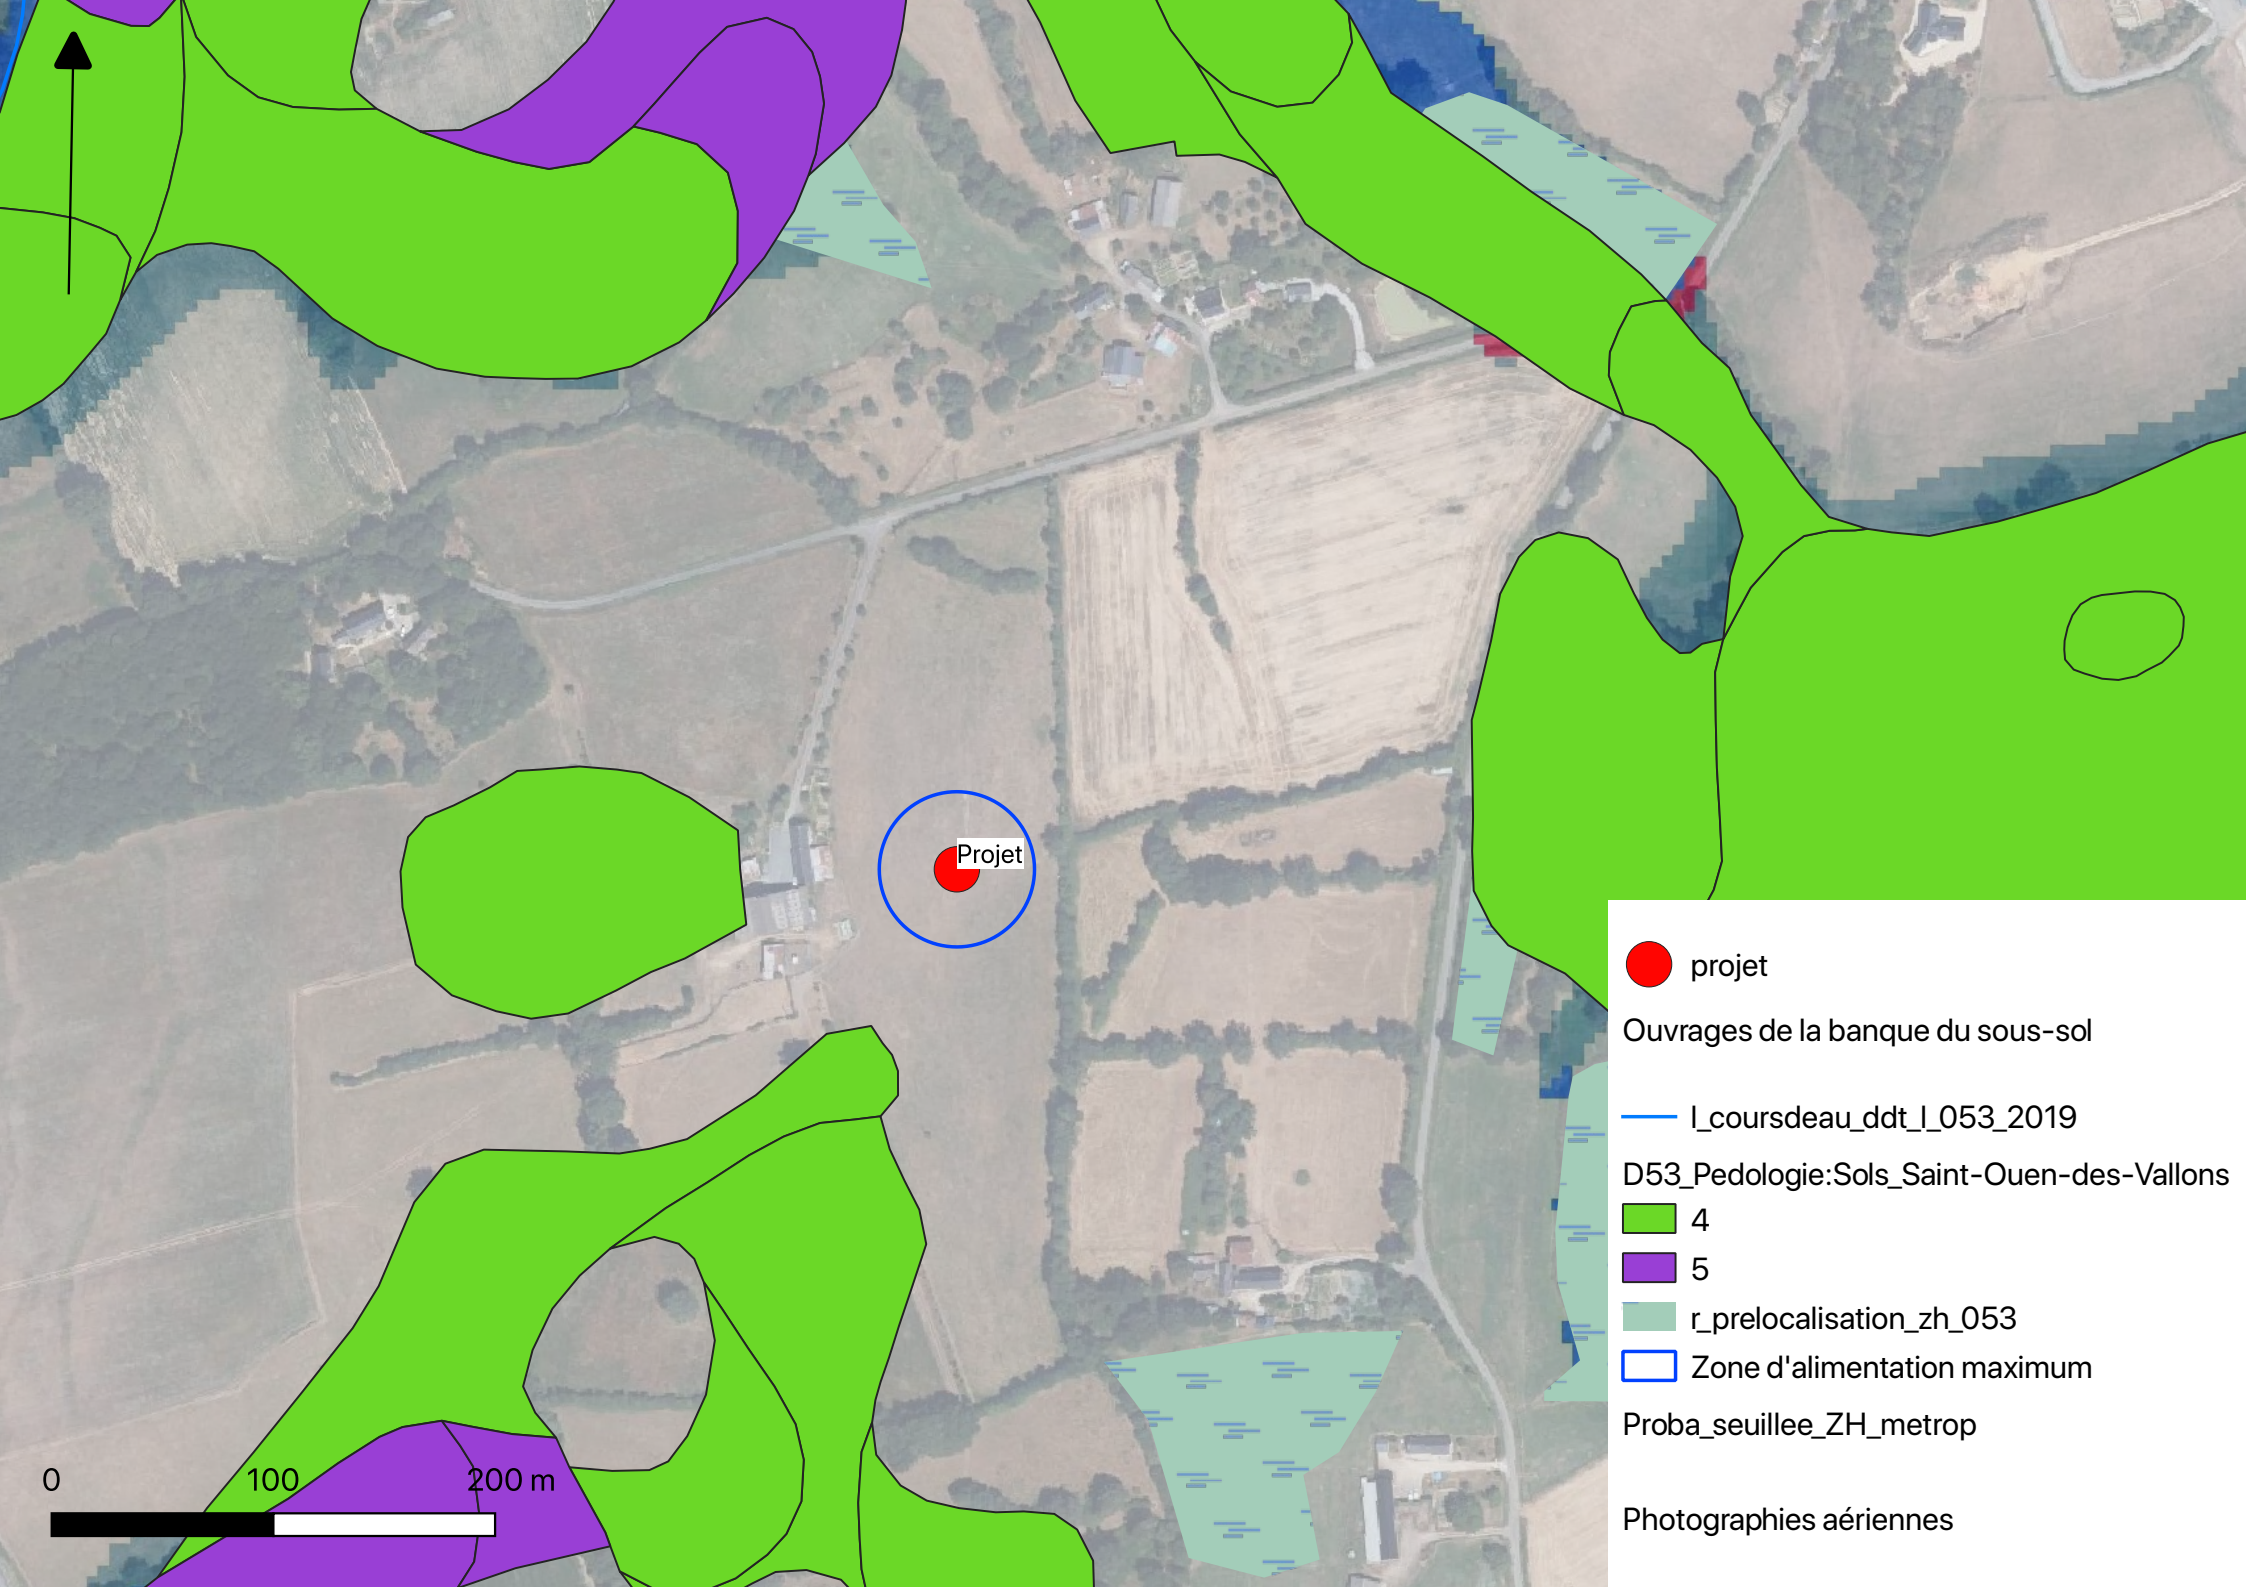 Projet
projet
Ouvrages de la banque du sous-sol
l_coursdeau_ddt_l_053_2019
D53_Pedologie:Sols_Saint-Ouen-des-Vallons
4
5
r_prelocalisation_zh_053
Zone d'alimentation maximum
Proba_seuillee_ZH_metrop
Photographies aériennes
0 100 200 m